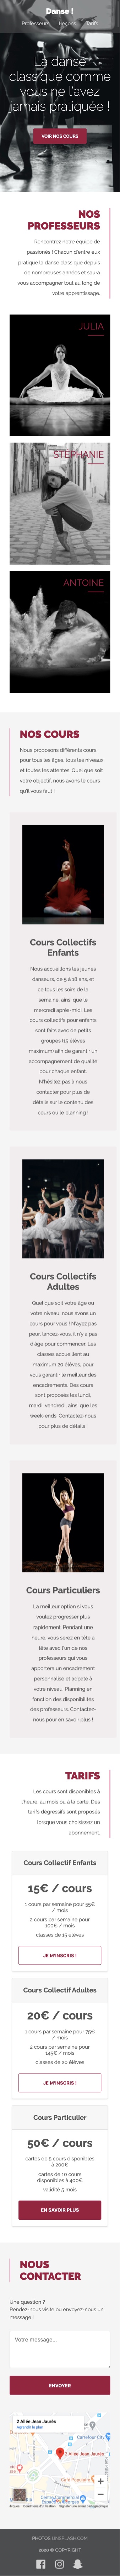 Danse !
Professeurs Leçons Tarifs
La danse
classique comme
vous ne l'avez
jamais pratiquée !
VOIR NOS COURS
NOS
PROFESSEURS
Rencontrez notre équipe de
passionés ! Chacun d'entre eux
pratique la danse classique depuis
de nombreuses années et saura
vous accompagner tout au long de
votre apprentissage.
JULIA
STÉPHANIE
ANTOINE
NOS COURS
Nous proposons différents cours,
pour tous les âges, tous les niveaux
et toutes les attentes. Quel que soit
votre objectif, nous avons le cours
qu'il vous faut !
Cours Collectifs
Enfants
Nous accueillons les jeunes
danseurs, de 5 à 18 ans, et
ce tous les soirs de la
semaine, ainsi que le
mercredi après-midi. Les
cours collectifs pour enfants
sont faits avec de petits
groupes (15 élèves
maximum) afin de garantir un
accompagnement de qualité
pour chaque enfant.
N'hésitez pas à nous
contacter pour plus de
détails sur le contenu des
cours ou le planning !
Cours Collectifs
Adultes
Quel que soit votre âge ou
votre niveau, nous avons un
cours pour vous ! N'ayez pas
peur, lancez-vous, il n'y a pas
d'âge pour commencer. Les
classes accueillent au
maximum 20 élèves, pour
vous garantir le meilleur des
encadrements. Des cours
sont proposés les lundi,
mardi, vendredi, ainsi que les
week-ends. Contactez-nous
pour plus de détails !
Cours Particuliers
La meilleur option si vous
voulez progresser plus
rapidement. Pendant une
heure, vous serez en tête à
tête avec l'un de nos
professeurs qui vous
apportera un encadrement
personnalisé et adpaté à
votre niveau. Planning en
fonction des disponibilités
des professeurs. Contactez-
nous pour en savoir plus !
TARIFS
Les cours sont disponibles à
l'heure, au mois ou à la carte. Des
tarifs dégressifs sont proposés
lorsque vous choisissez un
abonnement.
Cours Collectif Enfants
15€ / cours
1 cours par semaine pour 55€
/ mois
2 cours par semaine pour
100€ / mois
classes de 15 élèves
JE M'INSCRIS !
Cours Collectif Adultes
20€ / cours
1 cours par semaine pour 75€
/ mois
2 cours par semaine pour
145€ / mois
classes de 20 élèves
JE M'INSCRIS !
Cours Particulier
50€ / cours
cartes de 5 cours disponibles
à 200€
cartes de 10 cours
disponibles à 400€
validité 5 mois
EN SAVOIR PLUS
NOUS
CONTACTER
Une question ?
Rendez-nous visite ou envoyez-nous un
message !
Votre message...
ENVOYER
2 Allée Jean Jaurès
Agrandir le plan
Carrefour City
2 Allée Jean Jaurès
Café Populaire
Centre Commercial
PHOTOS UNSPLASH.COM
2020 © COPYRIGHT